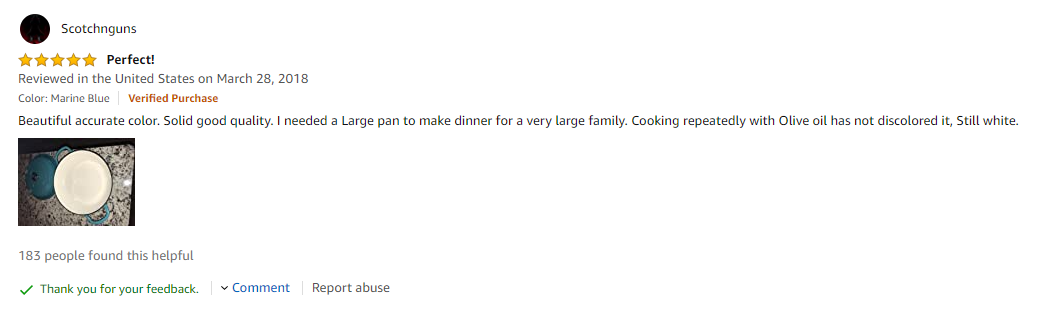 Scotchnguns
Perfect!
Reviewed in the United States on March 28, 2018
Color: Marine Blue | Verified Purchase
Beautiful accurate color. Solid good quality. I needed a Large pan to make dinner for a very large family. Cooking repeatedly with Olive oil has not discolored it, Still white.
183 people found this helpful
Thank you for your feedback. | Comment | Report abuse